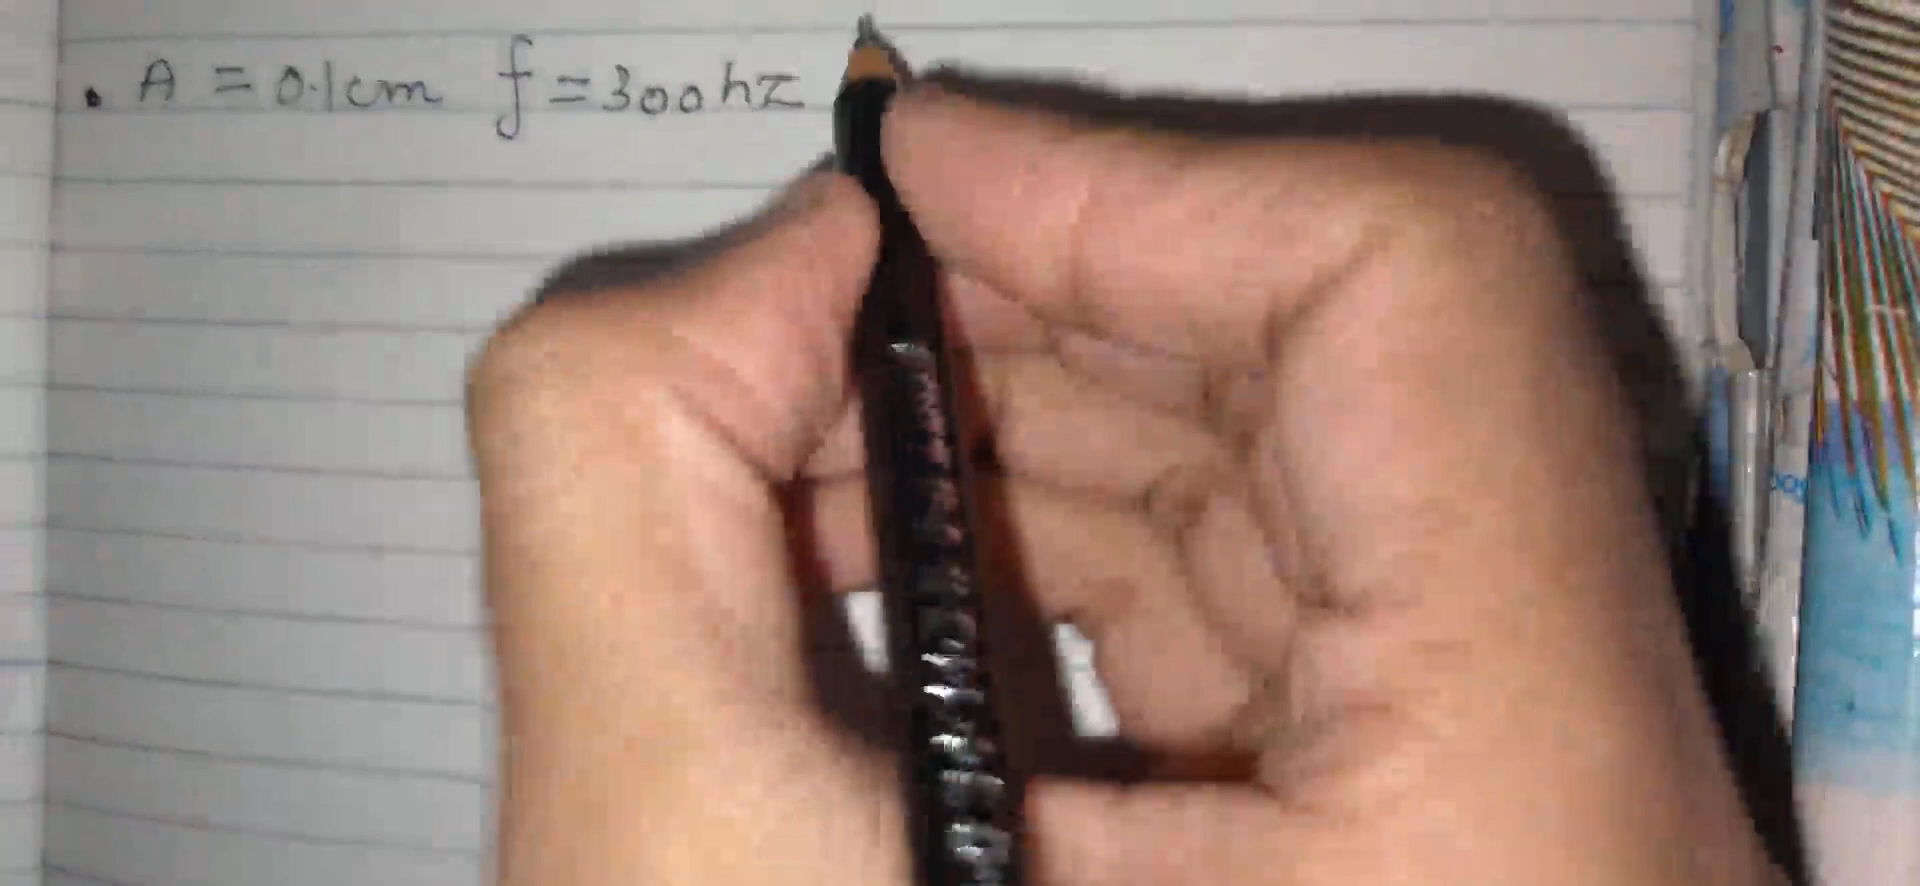 . A = 0.1cm f = 300hz